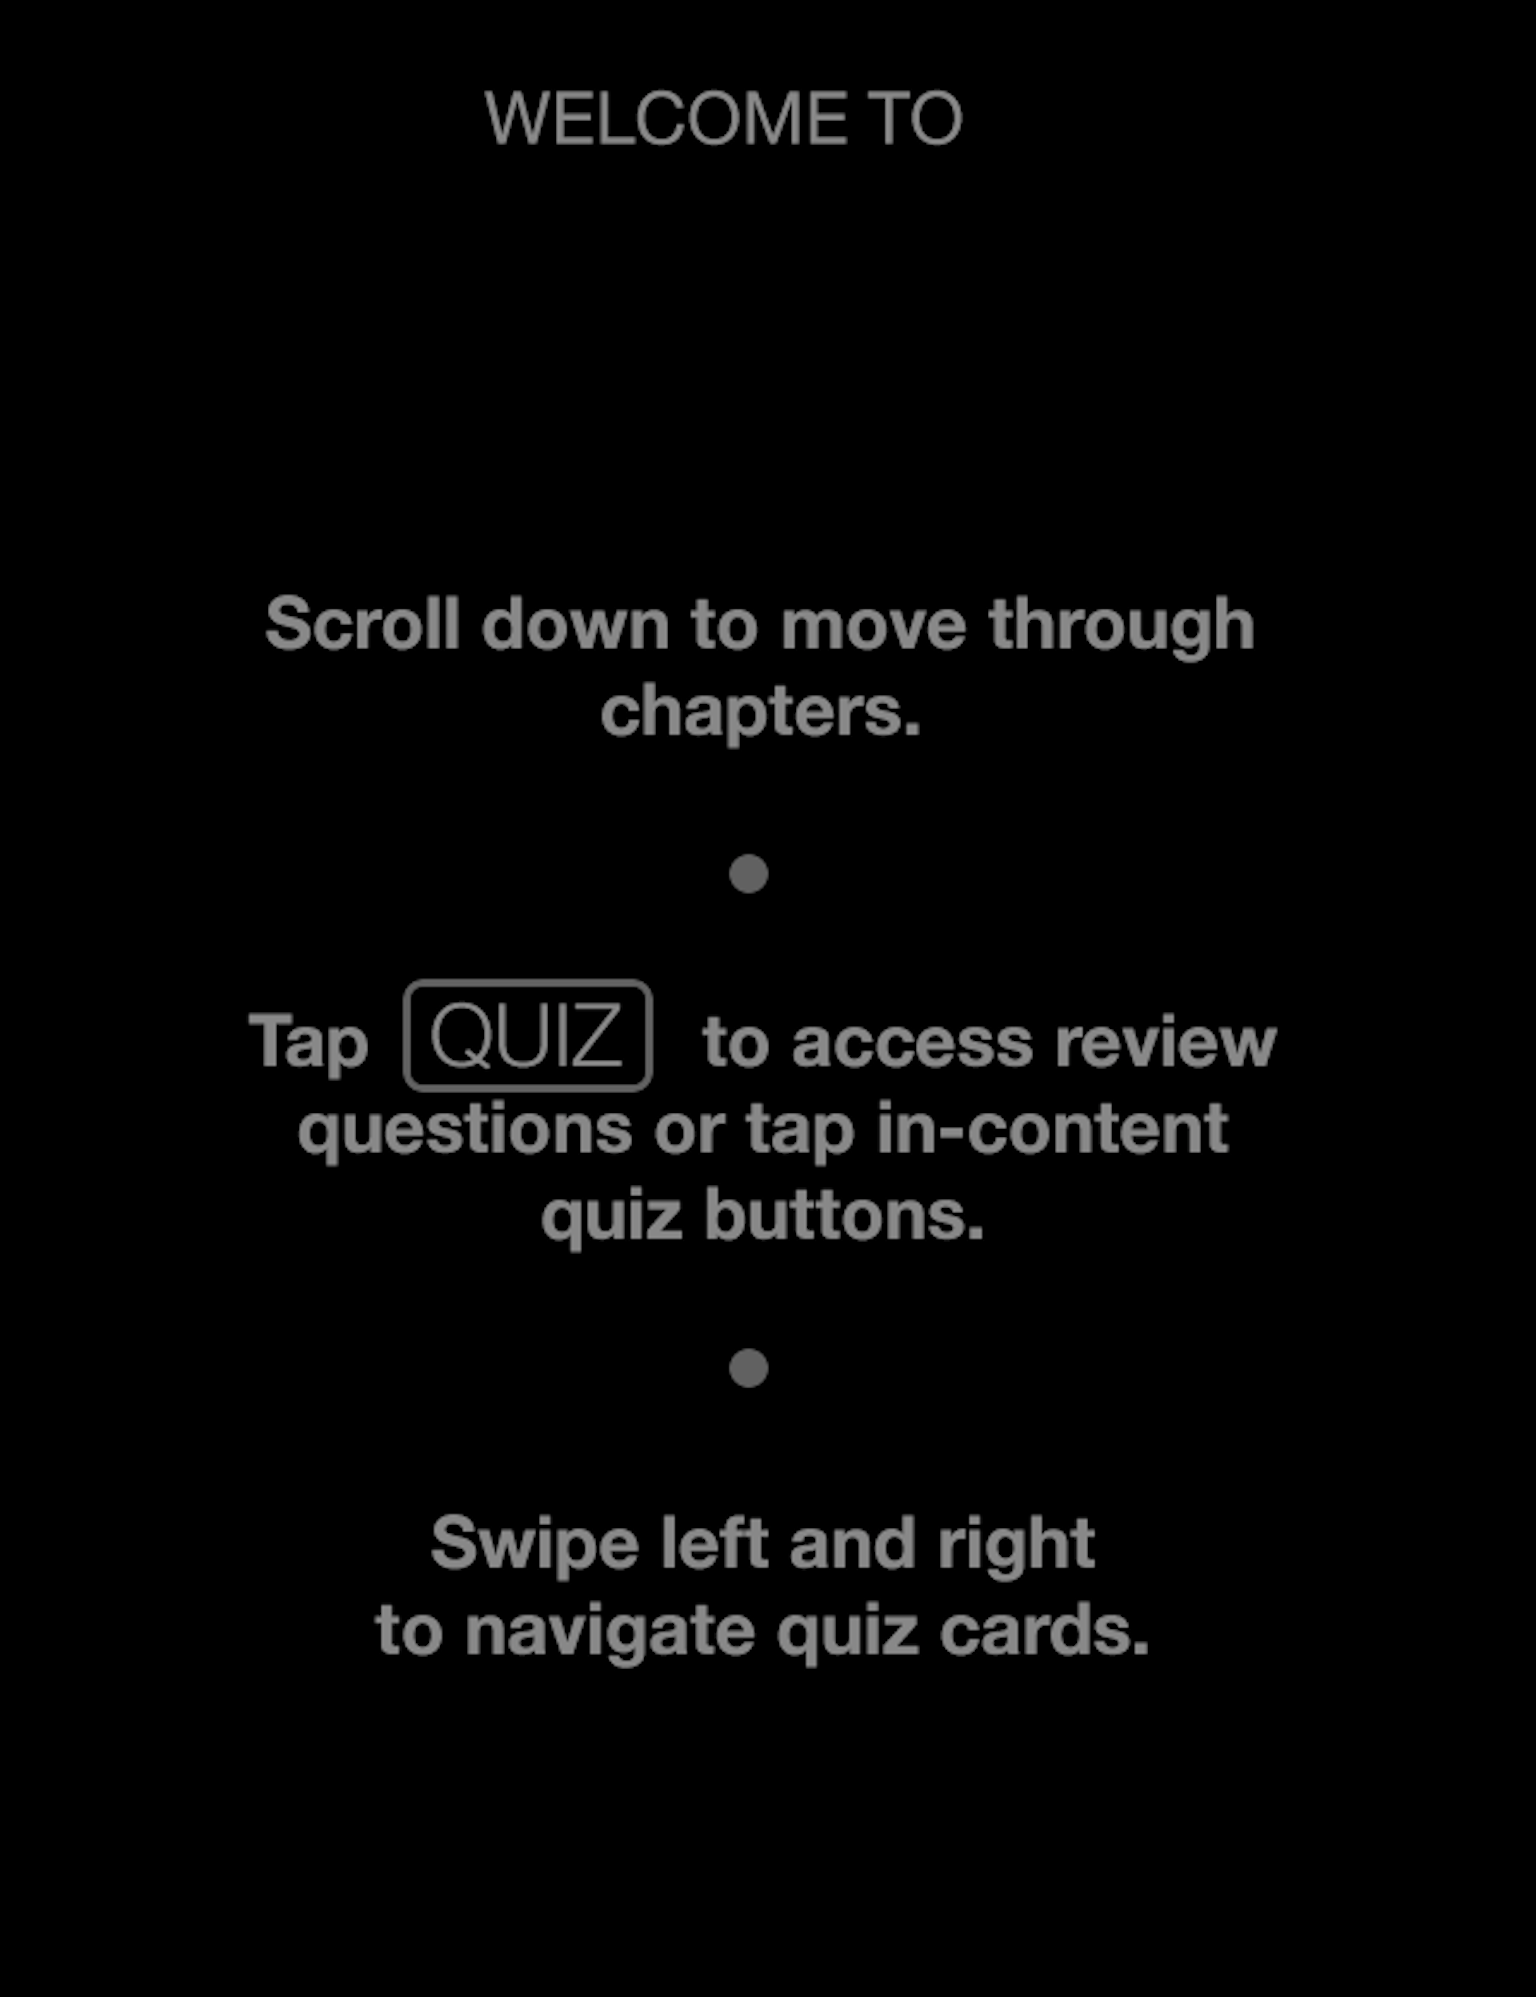 WELCOME TO
Scroll down to move through
chapters.
Tap QUIZ to access review
questions or tap in-content
quiz buttons.
Swipe left and right
to navigate quiz cards.